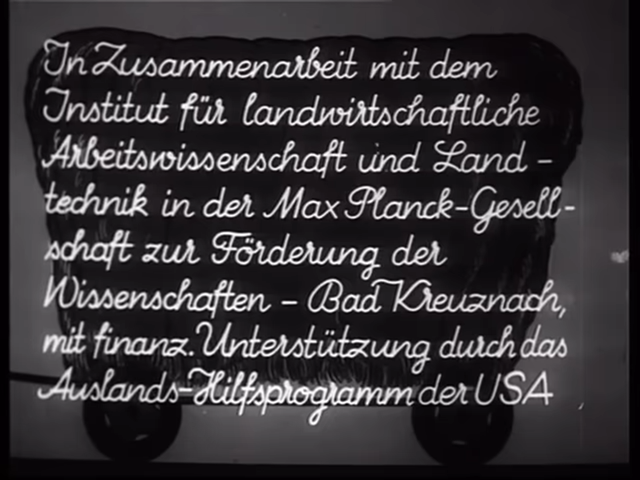 In Zusammenarbeit mit dem
Institut für landwirtschaftliche
Arbeitswissenschaft und Land -
technik in der Max Planck-Gesell-
schaft zur Förderung der
Wissenschaften - Bad Kreuznach,
mit finanz. Unterstützung durch das
Auslands-Hilfsprogramm der USA